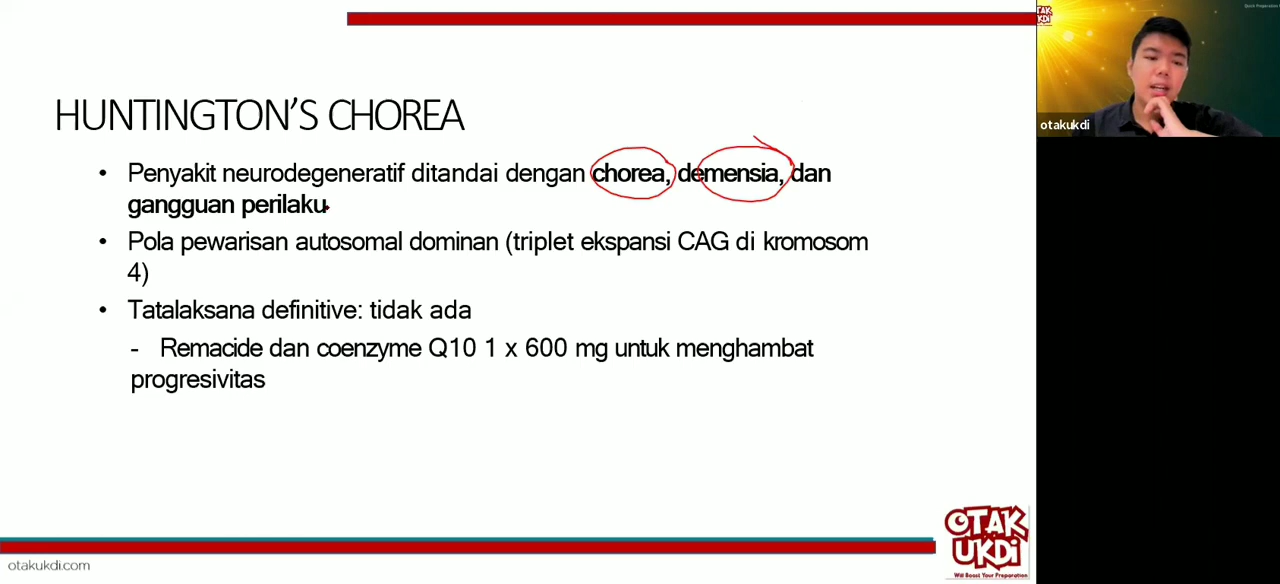 HUNTINGTON'S CHOREA
• Penyakit neurodegeneratif ditandai dengan chorea, demensia, dan
gangguan perilaku
• Pola pewarisan autosomal dominan (triplet ekspansi CAG di kromosom
4)
• Tatalaksana definitive: tidak ada
- Remacide dan coenzyme Q10 1 x 600 mg untuk menghambat
progresivitas
otakukdi.com
OTAK
UKDi
Will Boost Your Preparation
TAK
KDi
otakukdi